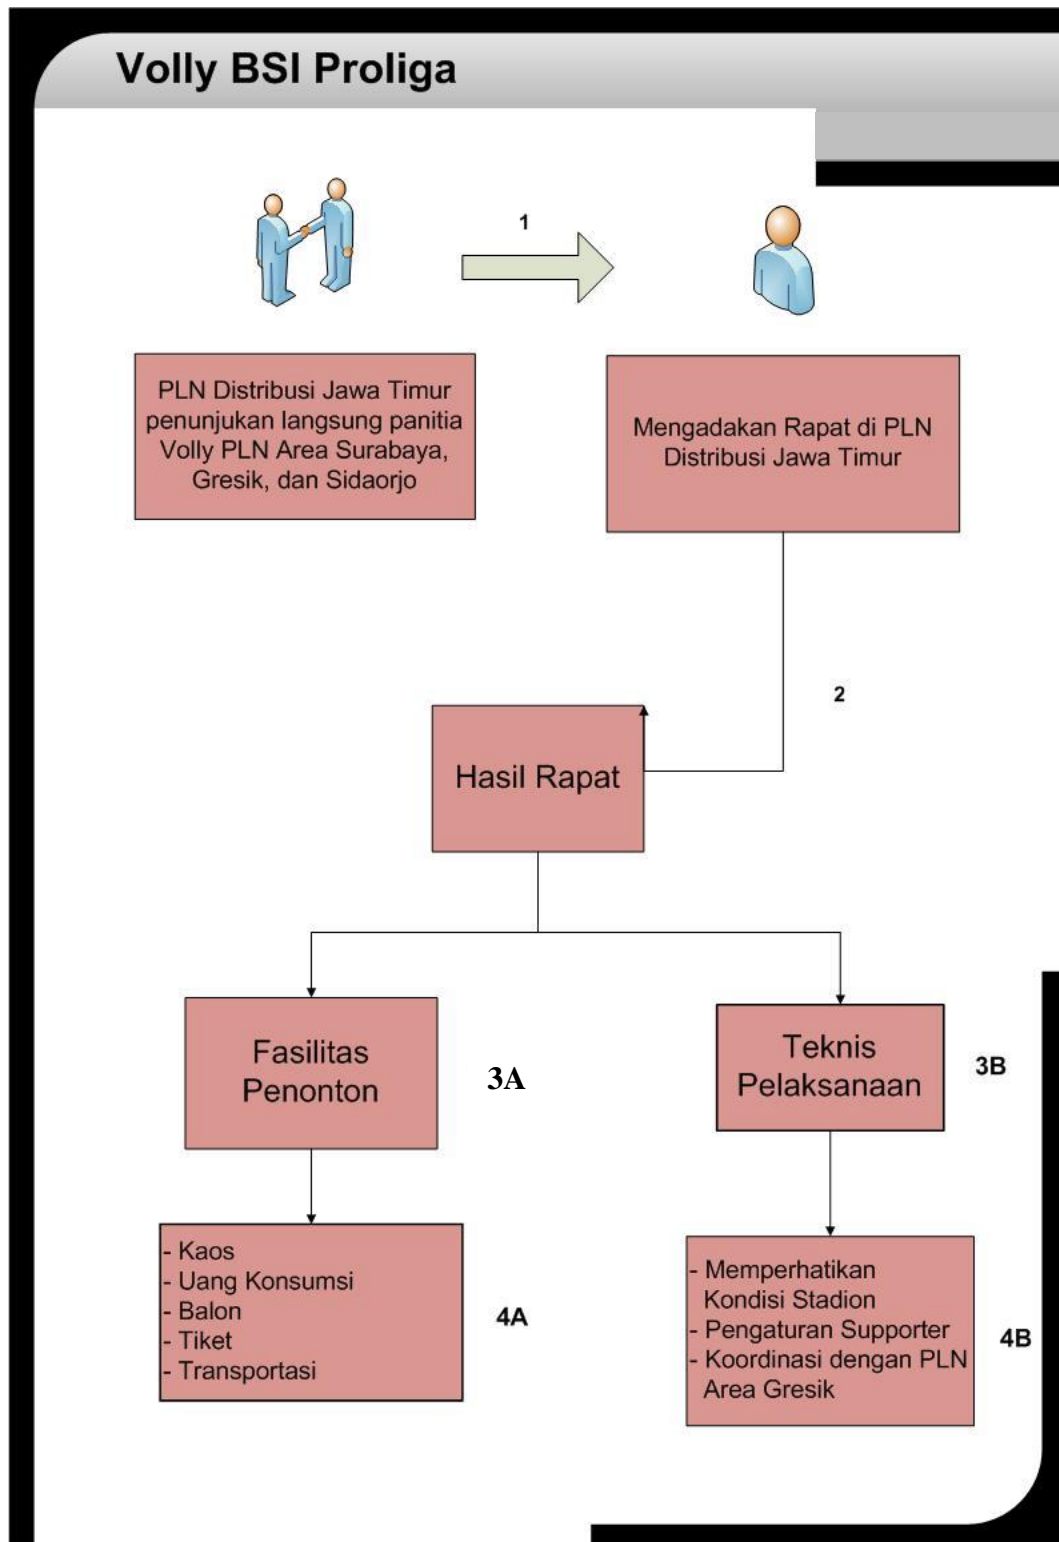 Volly BSI Proliga
1
PLN Distribusi Jawa Timur
penunjukan langsung panitia
Volly PLN Area Surabaya,
Gresik, dan Sidaorjo
Mengadakan Rapat di PLN
Distribusi Jawa Timur
2
Hasil Rapat
Fasilitas
Penonton
3A
Teknis
Pelaksanaan
3B
- Kaos
- Uang Konsumsi
- Balon
- Tiket
- Transportasi
4A
- Memperhatikan
Kondisi Stadion
- Pengaturan Supporter
- Koordinasi dengan PLN
Area Gresik
4B